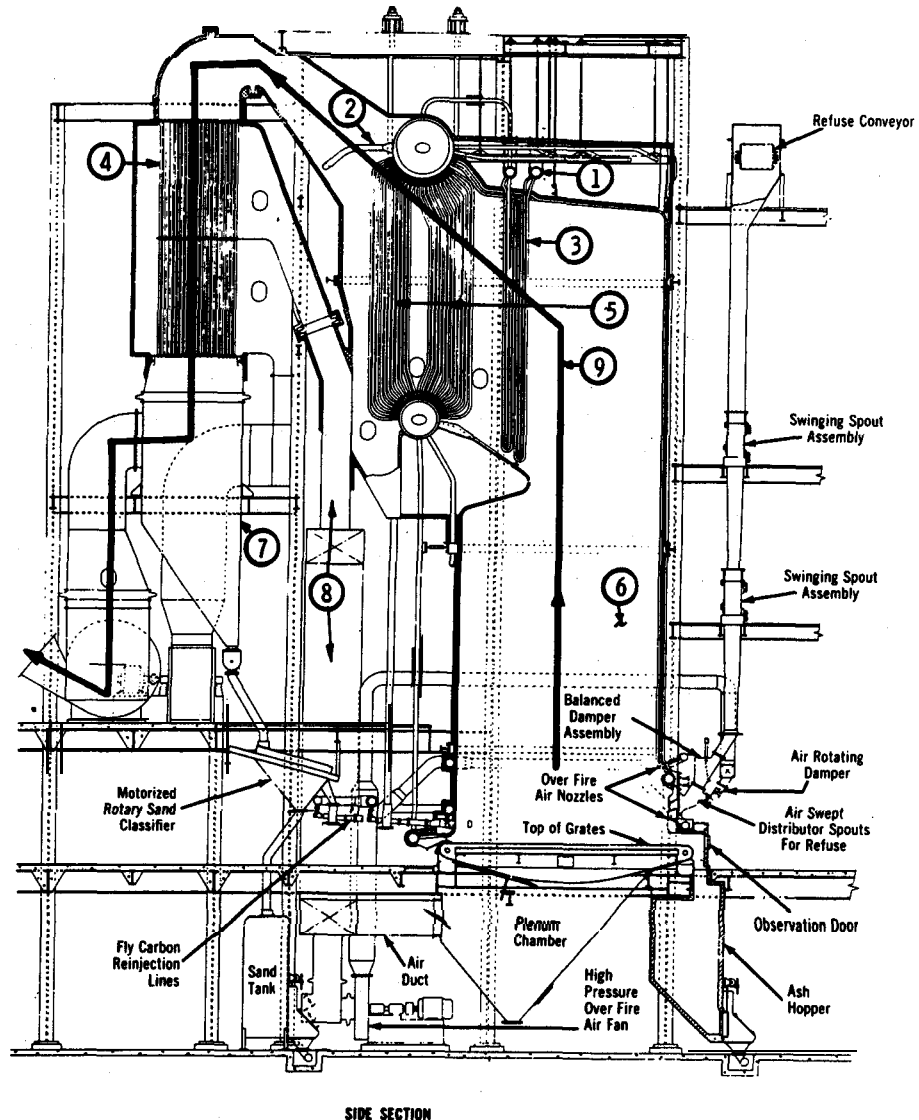 Refuse Conveyor
2
1
4
3
5
9
Swinging Spout
Assembly
7
8
6
Swinging Spout
Assembly
Balanced
Damper
Assembly
Air Rotating
Damper
Over Fire
Air Nozzles
Motorized
Rotary Sand
Classifier
Air Swept
Distributor Spouts
For Refuse
Top of Grates
Plenum
Chamber
Observation Door
Fly Carbon
Reinjection
Lines
Sand
Tank
Air
Duct
High
Pressure
Over Fire
Air Fan
Ash
Hopper
SIDE SECTION